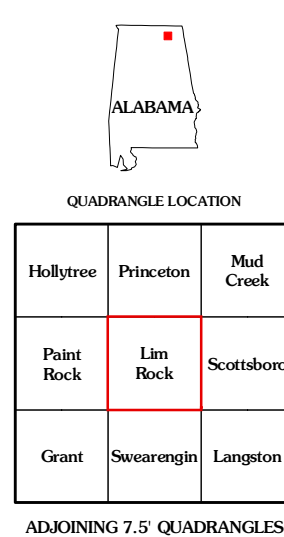 ALABAMA
QUADRANGLE LOCATION
Hollytree Princeton Mud
Creek
Paint
Rock Lim
Rock Scottsboro
Grant Swearengin Langston
ADJOINING 7.5' QUADRANGLES